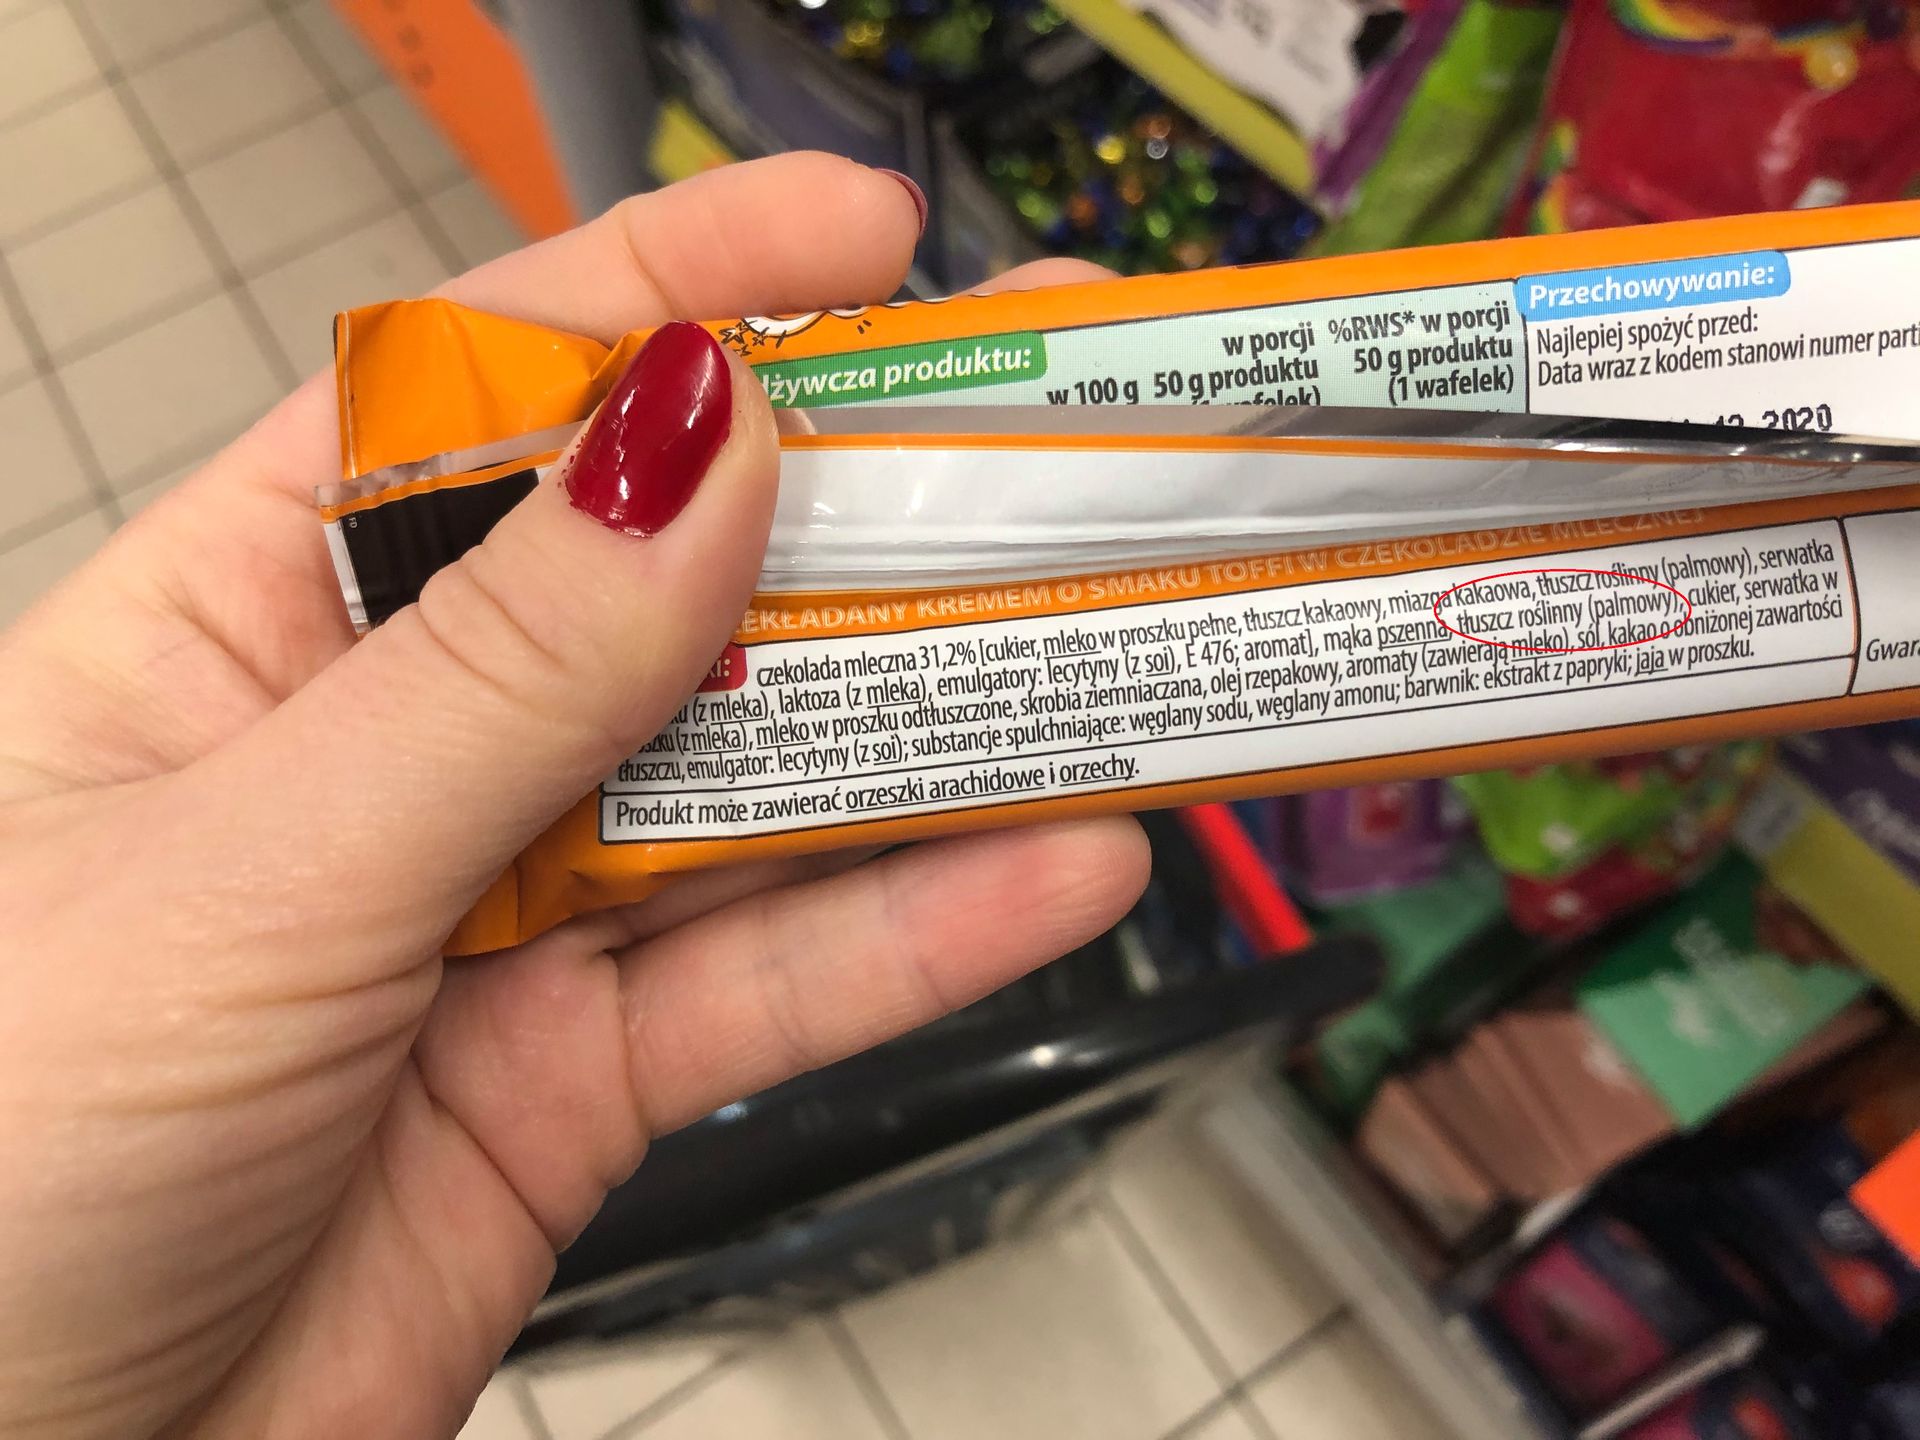 żywcza produktu:
w porcji %RWS* w porcji
w 100 g 50 g produktu 50 g produktu
(1 wafelek)
Przechowywanie:
Najlepiej spożyć przed:
Data wraz z kodem stanowi numer parti
2020
EKŁADANY KREMEM O SMAKU TOFFI W CZEKOLADZIE MLECZNEJ
czekolada mleczna 31,2% [cukier, mleko w proszku pełne, tłuszcz kakaowy, miazga kakaowa, tłuszcz roślinny (palmowy), serwatka
(z mleka), laktoza (z mleka), emulgatory: lecytyny (z soi), E 476; aromat], mąka pszenna, tłuszcz roślinny (palmowy), cukier, serwatka w
(z mleka), mleko w proszku odtłuszczone, skrobia ziemniaczana, olej rzepakowy, aromaty (zawierają mleko), sól, kakao o obniżonej zawartości
tłuszczu, emulgator: lecytyny (z soi); substancje spulchniające: węglany sodu, węglany amonu; barwnik: ekstrakt z papryki; jaja w proszku.
Produkt może zawierać orzeszki arachidowe i orzechy.
Gwar